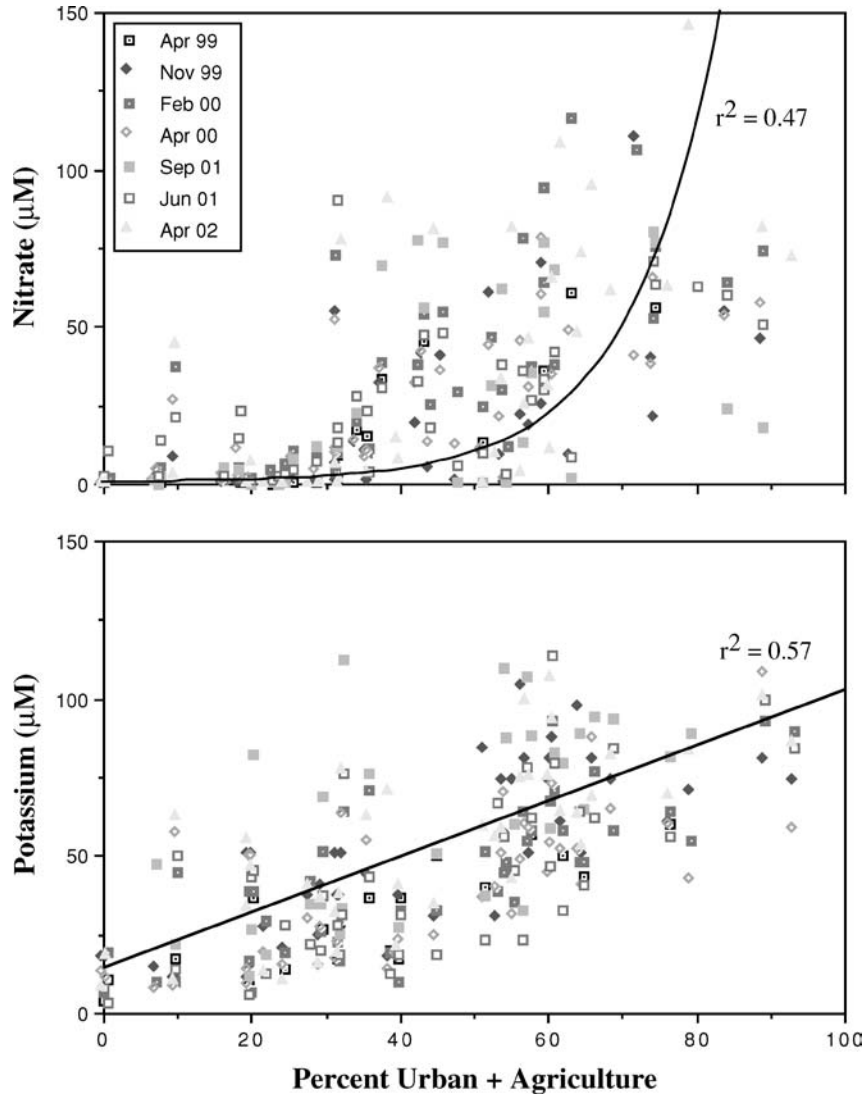 150
100
50
0
Nitrate (µM)
Apr 99
Nov 99
Feb 00
Apr 00
Sep 01
Jun 01
Apr 02
r² = 0.47
150
100
50
0
Potassium (µM)
r² = 0.57
0 20 40 60 80 100
Percent Urban + Agriculture